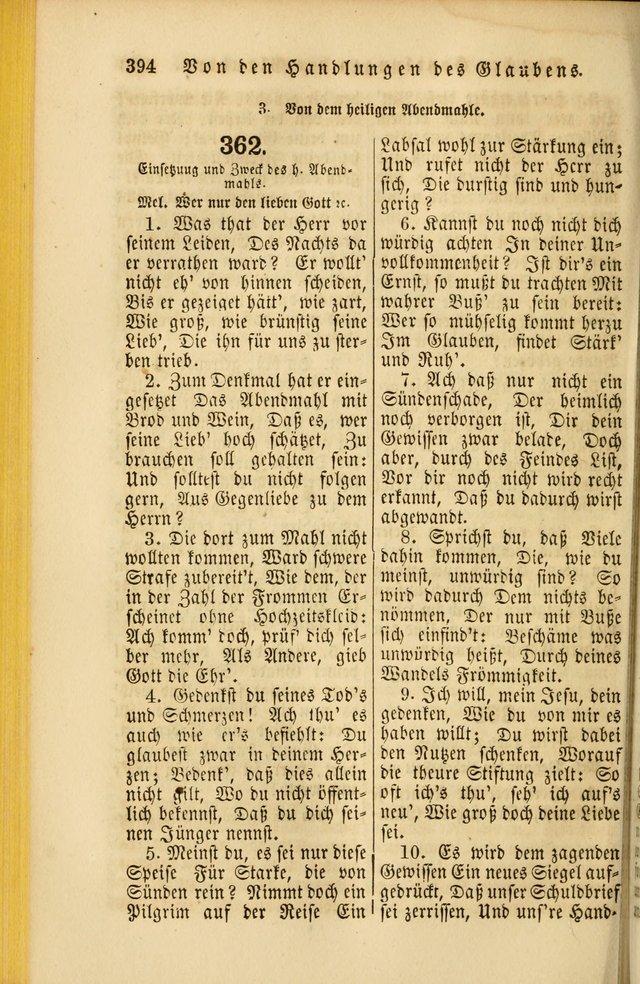 394 Von den Handlungen des Glaubens.
3. Von dem heiligen Abendmahle.
362.
Einsetzung und Zweck des h. Abend-
mahls.
Mel. Wer nur den lieben Gott ꝛc.
1. Was that der Herr vor
seinem Leiden, Des Nachts da
er verrathen ward? Er wollt'
nicht eh' von hinnen scheiden,
Bis er gezeiget hätt', wie zart,
Wie groß, wie brünstig seine
Lieb', Die ihn für uns zu ster-
ben trieb.
2. Zum Denkmal hat er ein-
gesetzet Das Abendmahl mit
Brod und Wein, Daß es, wer
seine Lieb' hoch schätzet, Zu
brauchen soll gehalten sein:
Und solltest du nicht folgen
gern, Aus Gegenliebe zu dem
Herrn?
3. Die dort zum Mahl nicht
wollten kommen, Ward schwere
Strafe zubereit't, Wie dem, der
in der Zahl der Frommen Er-
scheinet ohne Hochzeitskleid:
Ach komm' doch, prüf' dich sel-
ber mehr, Als Andere, gieb
Gott die Ehr'.
4. Gedenkst du seines Tod's
und Schmerzen! Ach thu' es
auch wie er's befiehlt: Du
glaubest zwar in deinem Her-
zen; Bedenk', daß dies allein
nicht gilt, Wo du nicht öffent-
lich bekennst, Daß du dich sei-
nen Jünger nennst.
5. Meinst du, es sei nur diese
Speise Für Starke, die von
Sünden rein? Nimmt doch ein
Pilgrim auf der Reise Ein
Labsal wohl zur Stärkung ein;
Und rufet nicht der Herr zu
sich, Die durstig sind und hun-
gerig?
6. Kannst du noch nicht dich
würdig achten In deiner Un-
vollkommenheit? Ist dir's ein
Ernst, so mußt du trachten Mit
wahrer Buß' zu sein bereit:
Wer so mühselig kommt herzu
Im Glauben, findet Stärk'
und Ruh'.
7. Ach daß nur nicht ein
Sündenschade, Der heimlich
noch verborgen ist, Dir dein
Gewissen zwar belade, Doch
aber, durch des Feindes List,
Vor dir noch nicht wird recht
erkannt, Daß du dadurch wirst
abgewandt.
8. Sprichst du, daß Viele
dahin kommen, Die, wie du
meinst, unwürdig sind? So
wird dadurch Dem nichts be-
nömmen, Der nur mit Buße
sich einfind't: Beschäme was
unwürdig heißt, Durch deines
Wandels Frömmigkeit.
9. Ich will, mein Jesu, dein
gedenken, Wie du von mir es
haben willt; Du wirst dabei
den Nutzen schenken, Worauf
die theure Stiftung zielt: So
oft ich's thu', seh' ich auf's
neu', Wie groß doch deine Liebe
sei.
10. Es wird dem zagenden
Gewissen Ein neues Siegel auf-
gedrückt, Daß unser Schuldbrief
sei zerrissen, Und uns're Hand-